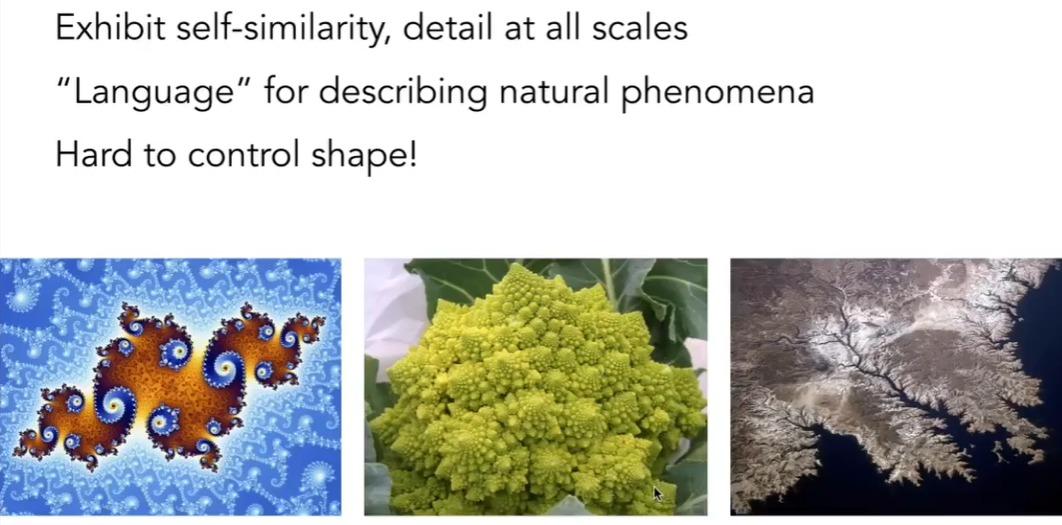 Exhibit self-similarity, detail at all scales
“Language” for describing natural phenomena
Hard to control shape!